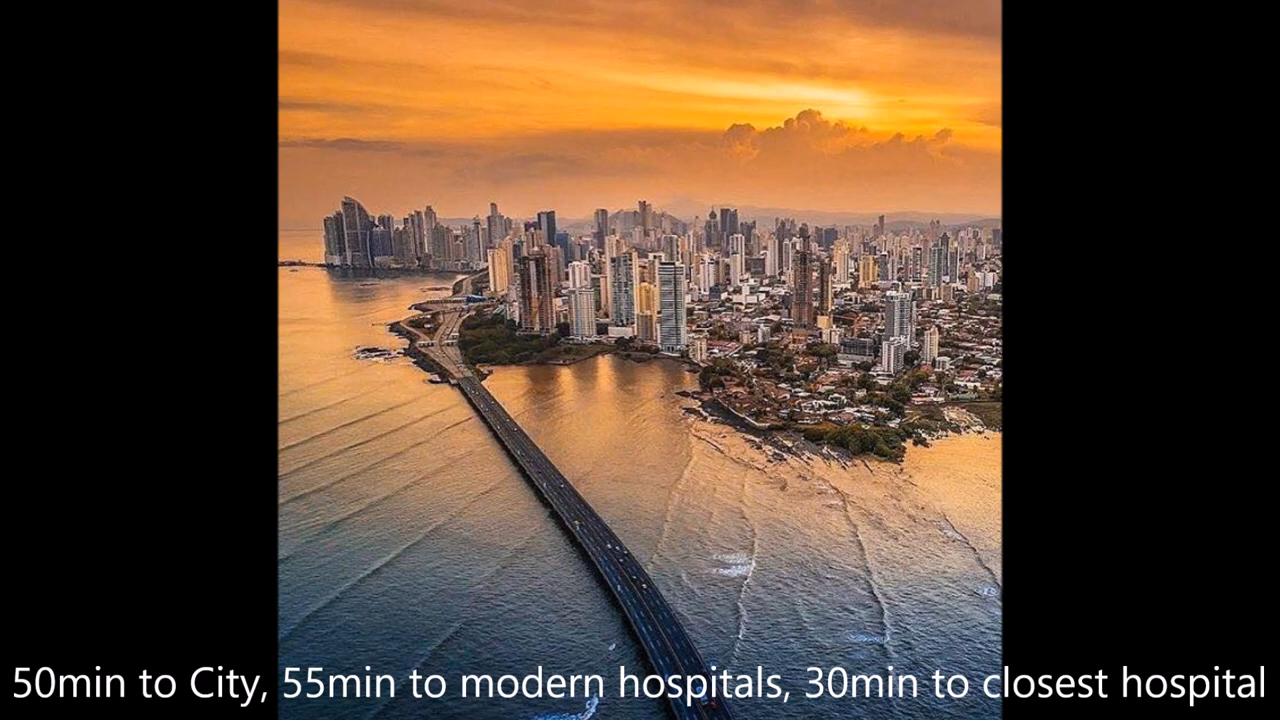 50min to City, 55min to modern hospitals, 30min to closest hospital